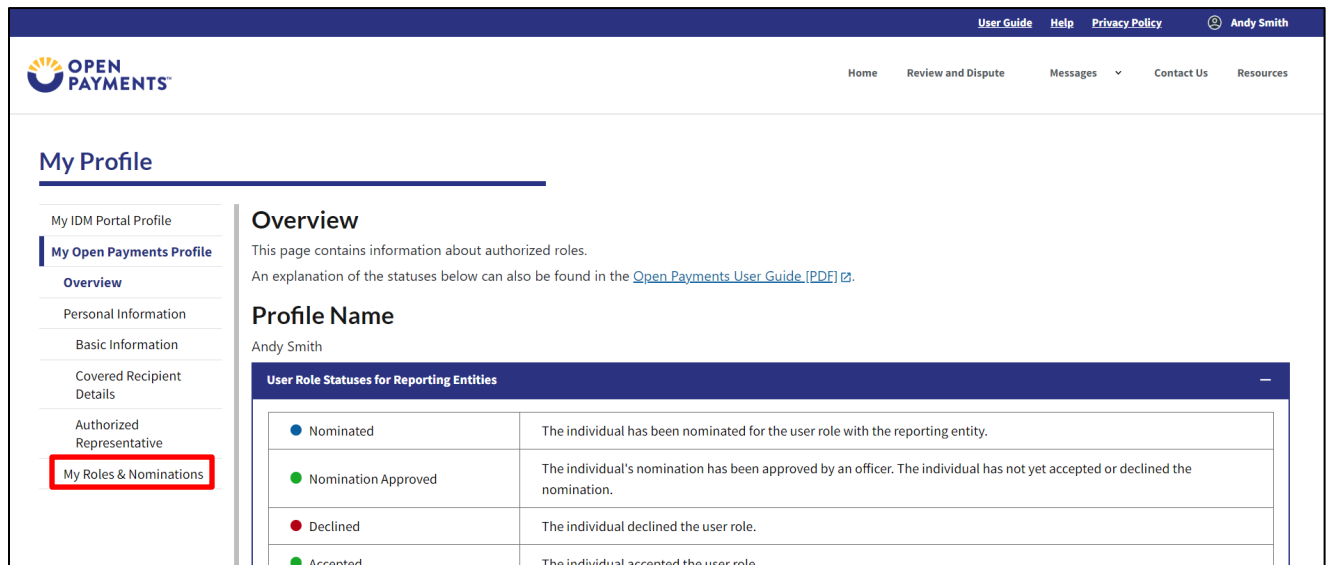 User Guide Help Privacy Policy Andy Smith
OPEN
PAYMENTS™
Home Review and Dispute Messages Contact Us Resources
My Profile
My IDM Portal Profile
My Open Payments Profile
Overview
Personal Information
Basic Information
Covered Recipient
Details
Authorized
Representative
My Roles & Nominations
Overview
This page contains information about authorized roles.
An explanation of the statuses below can also be found in the Open Payments User Guide [PDF].
Profile Name
Andy Smith
User Role Statuses for Reporting Entities
Nominated The individual has been nominated for the user role with the reporting entity.
Nomination Approved The individual's nomination has been approved by an officer. The individual has not yet accepted or declined the
nomination.
Declined The individual declined the user role.
Accepted The individual accepted the user role